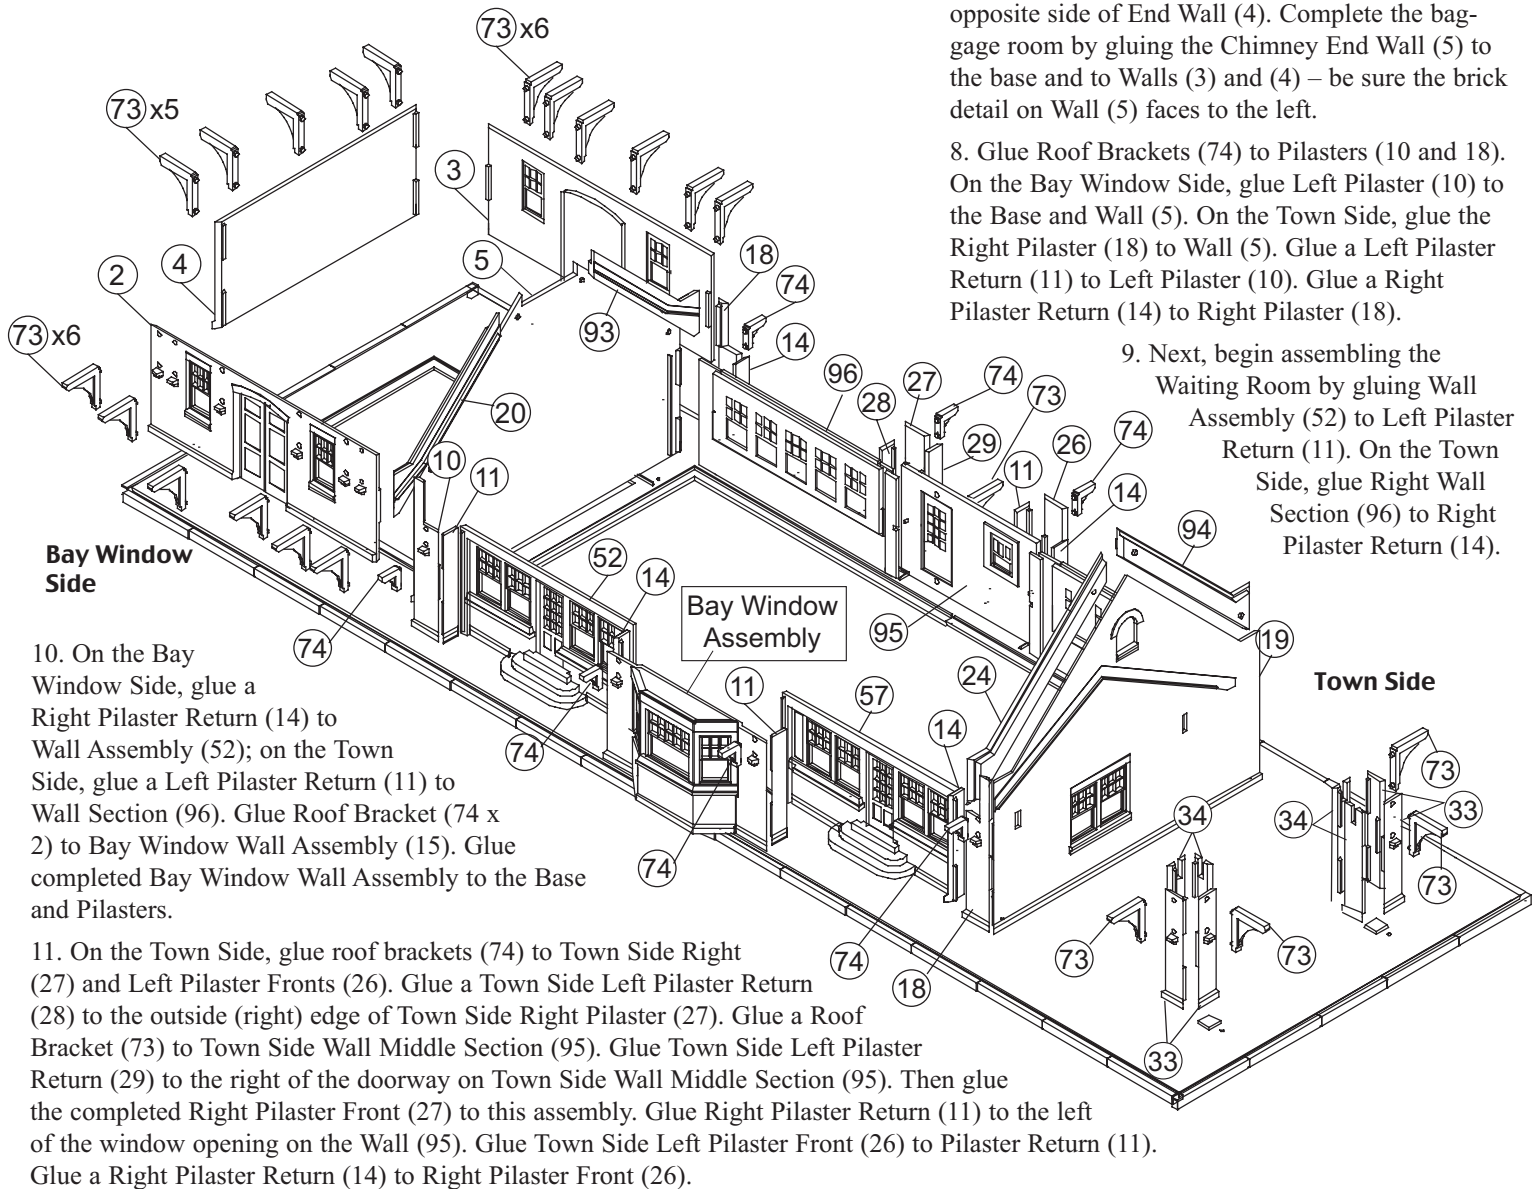 opposite side of End Wall (4). Complete the bag-
gage room by gluing the Chimney End Wall (5) to
the base and to Walls (3) and (4) – be sure the brick
detail on Wall (5) faces to the left.
8. Glue Roof Brackets (74) to Pilasters (10 and 18).
On the Bay Window Side, glue Left Pilaster (10) to
the Base and Wall (5). On the Town Side, glue the
Right Pilaster (18) to Wall (5). Glue a Left Pilaster
Return (11) to Left Pilaster (10). Glue a Right
Pilaster Return (14) to Right Pilaster (18).
9. Next, begin assembling the
Waiting Room by gluing Wall
Assembly (52) to Left Pilaster
Return (11). On the Town
Side, glue Right Wall
Section (96) to Right
Pilaster Return (14).
73 x6
73 x5
3
18
5
74
4
2
93
14
73 x6
96
27
74
28
73
20
29
26
74
10
11
11
14
94
Bay Window
Side
52
14
Bay Window
Assembly
95
19
74
Town Side
11
57
24
14
74
73
34
34
33
74
73
73
73
74
18
33
10. On the Bay
Window Side, glue a
Right Pilaster Return (14) to
Wall Assembly (52); on the Town
Side, glue a Left Pilaster Return (11) to
Wall Section (96). Glue Roof Bracket (74 x
2) to Bay Window Wall Assembly (15). Glue
completed Bay Window Wall Assembly to the Base
and Pilasters.
11. On the Town Side, glue roof brackets (74) to Town Side Right
(27) and Left Pilaster Fronts (26). Glue a Town Side Left Pilaster Return
(28) to the outside (right) edge of Town Side Right Pilaster (27). Glue a Roof
Bracket (73) to Town Side Wall Middle Section (95). Glue Town Side Left Pilaster
Return (29) to the right of the doorway on Town Side Wall Middle Section (95). Then glue
the completed Right Pilaster Front (27) to this assembly. Glue Right Pilaster Return (11) to the left
of the window opening on the Wall (95). Glue Town Side Left Pilaster Front (26) to Pilaster Return (11).
Glue a Right Pilaster Return (14) to Right Pilaster Front (26).